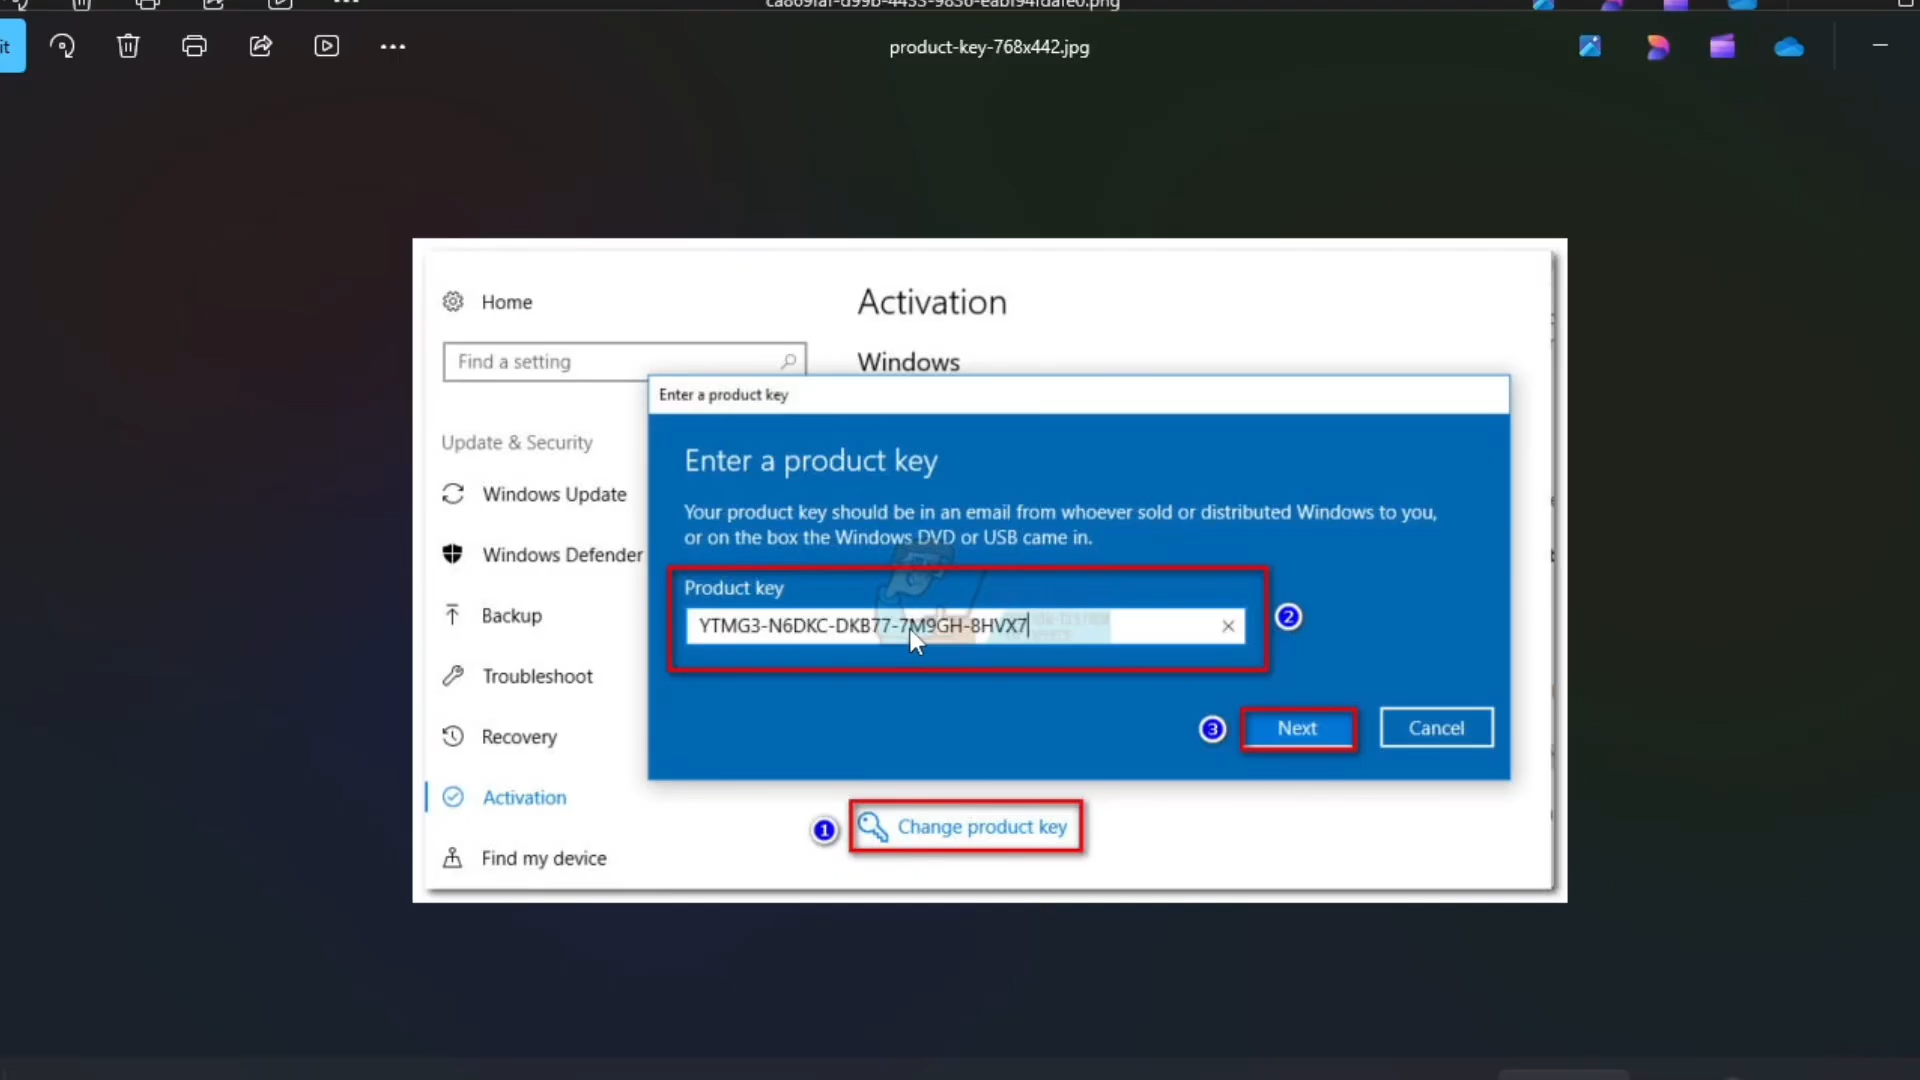 product-key-768x442.jpg
Home
Activation
Find a setting
Windows
Enter a product key
Update & Security
Enter a product key
Windows Update
Your product key should be in an email from whoever sold or distributed Windows to you,
or on the box the Windows DVD or USB came in.
Windows Defender
Product key
Backup
YTMG3-N6DKC-DKB77-7M9GH-8HVX7
2
Troubleshoot
3
Next
Cancel
Recovery
Activation
1
Change product key
Find my device